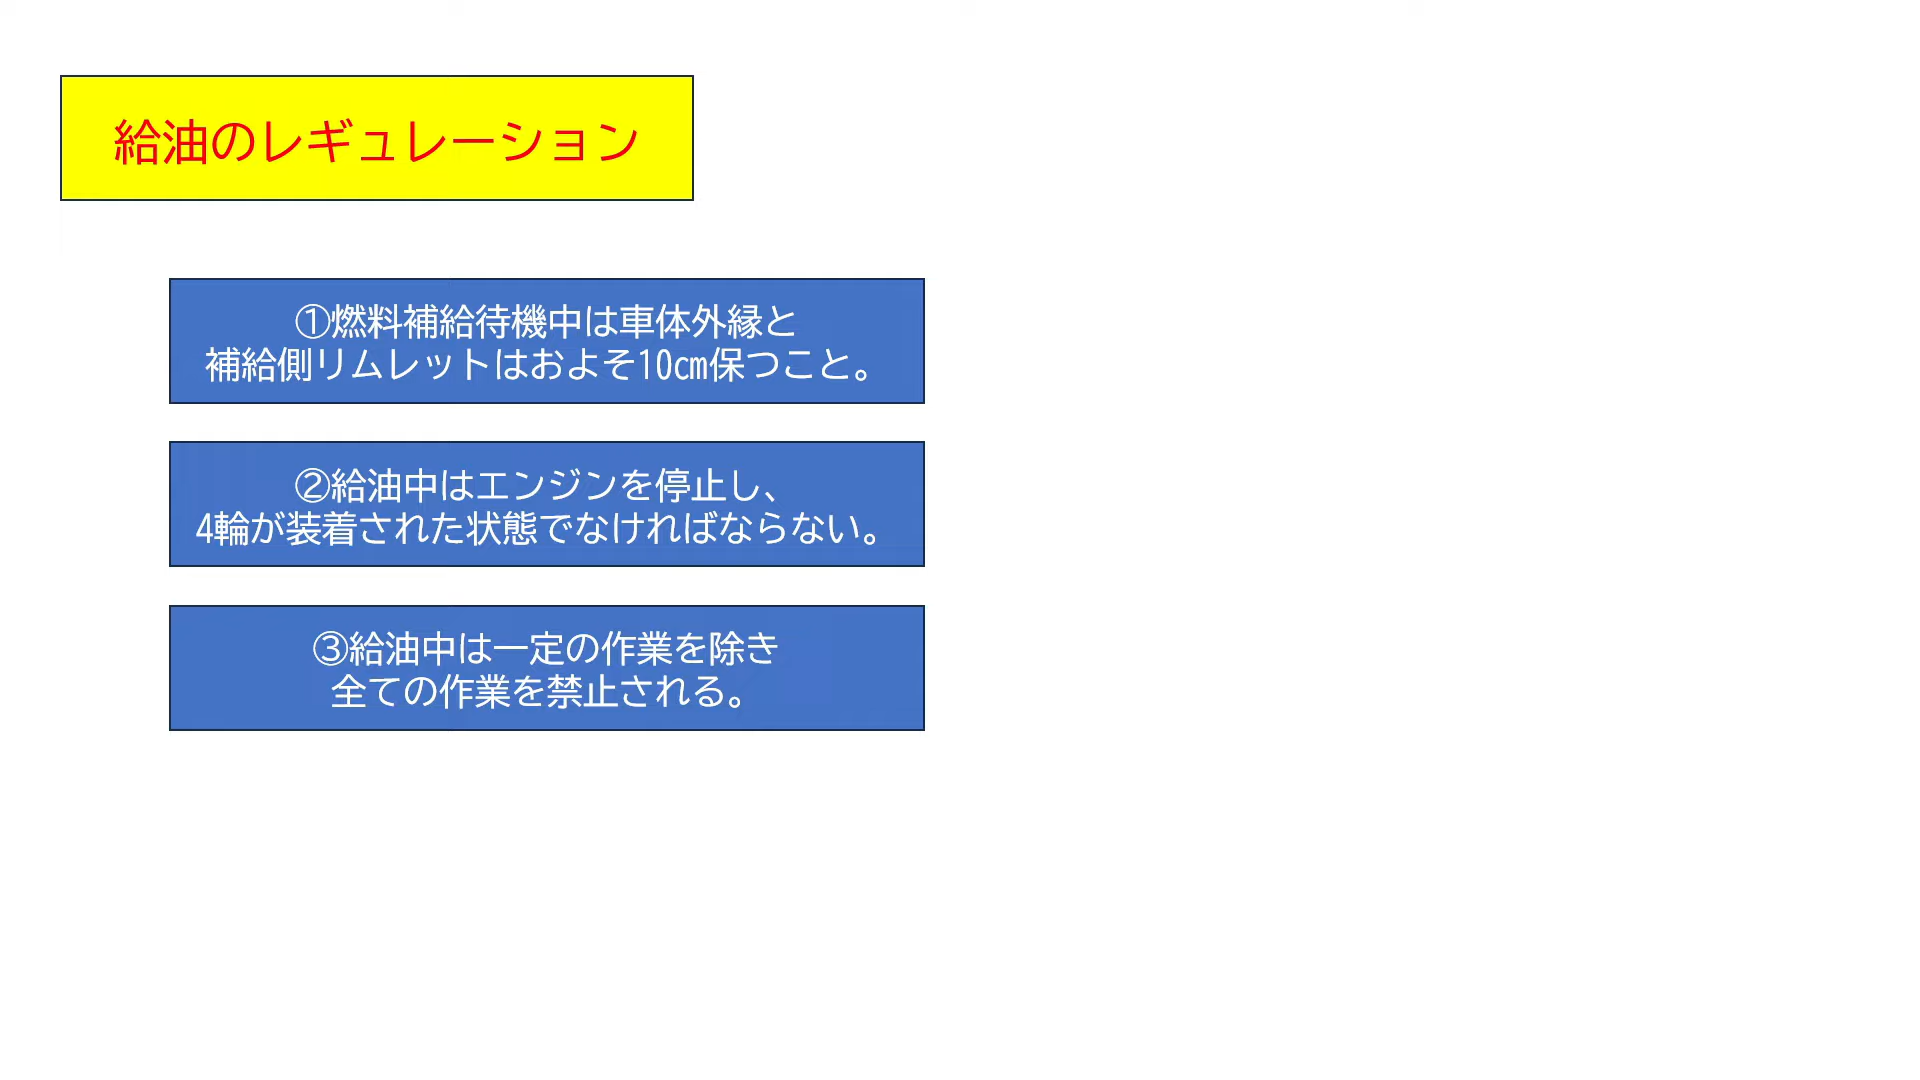 給油のレギュレーション
①燃料補給待機中は車体外縁と
補給側リムレットはおよそ10㎝保つこと。
②給油中はエンジンを停止し、
4輪が装着された状態でなければならない。
③給油中は一定の作業を除き
全ての作業を禁止される。